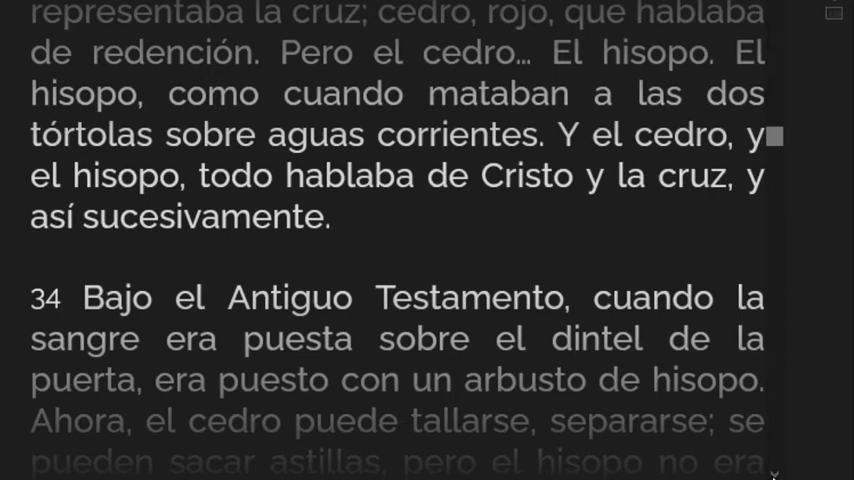 representaba la cruz; cedro, rojo, que hablaba
de redención. Pero el cedro... El hisopo. El
hisopo, como cuando mataban a las dos
tórtolas sobre aguas corrientes. Y el cedro, y
el hisopo, todo hablaba de Cristo y la cruz, y
así sucesivamente.
34 Bajo el Antiguo Testamento, cuando la
sangre era puesta sobre el dintel de la
puerta, era puesto con un arbusto de hisopo.
Ahora, el cedro puede tallarse, separarse; se
pueden sacar astillas, pero el hisopo no era